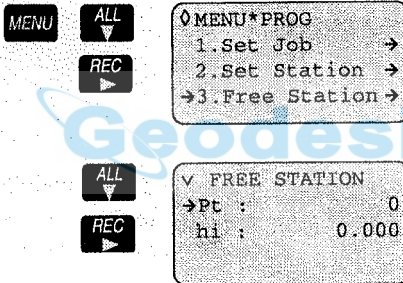 MENU
ALL
REC
◊MENU*PROG
1.Set Job →
2.Set Station →
→3.Free Station→
Geodesi
ALL
REC
v FREE STATION
→Pt : 0
hi : 0.000